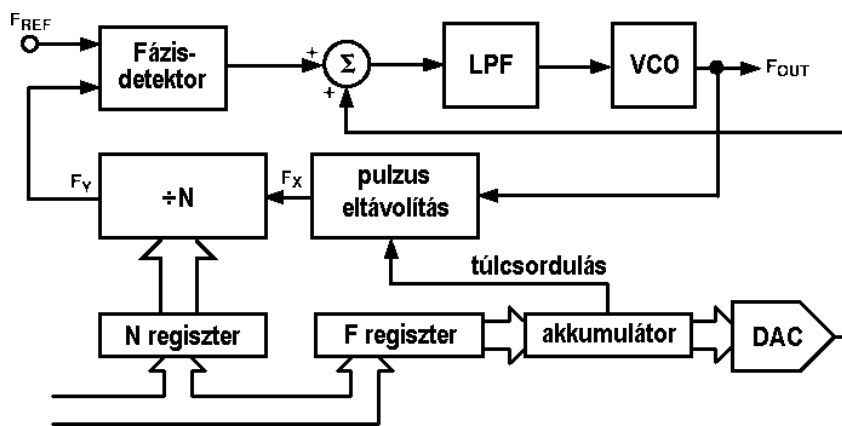 FREF
Fázis-
detektor
+
+
Σ
LPF
VCO
FOUT
FY
÷N
FX
pulzus
eltávolítás
túlcsordulás
N regiszter
F regiszter
akkumulátor
DAC